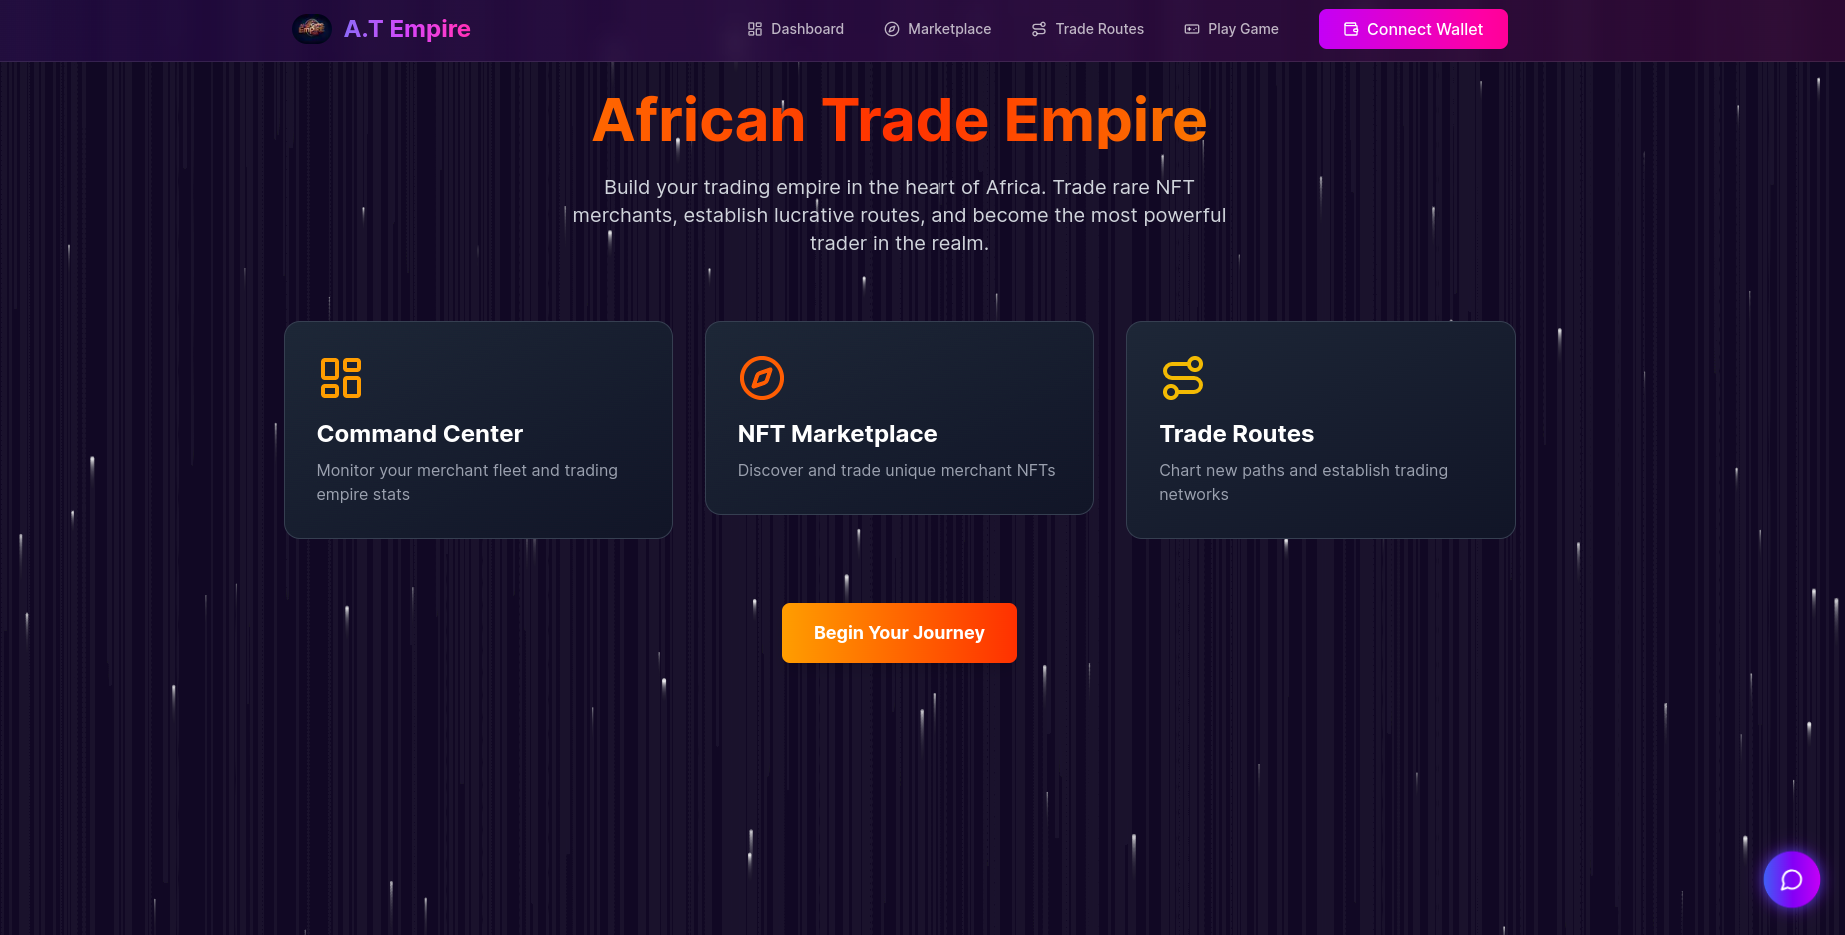 A.T Empire
Dashboard
Marketplace
Trade Routes
Play Game
Connect Wallet
African Trade Empire
Build your trading empire in the heart of Africa. Trade rare NFT
merchants, establish lucrative routes, and become the most powerful
trader in the realm.
Command Center
Monitor your merchant fleet and trading
empire stats
NFT Marketplace
Discover and trade unique merchant NFTs
Trade Routes
Chart new paths and establish trading
networks
Begin Your Journey